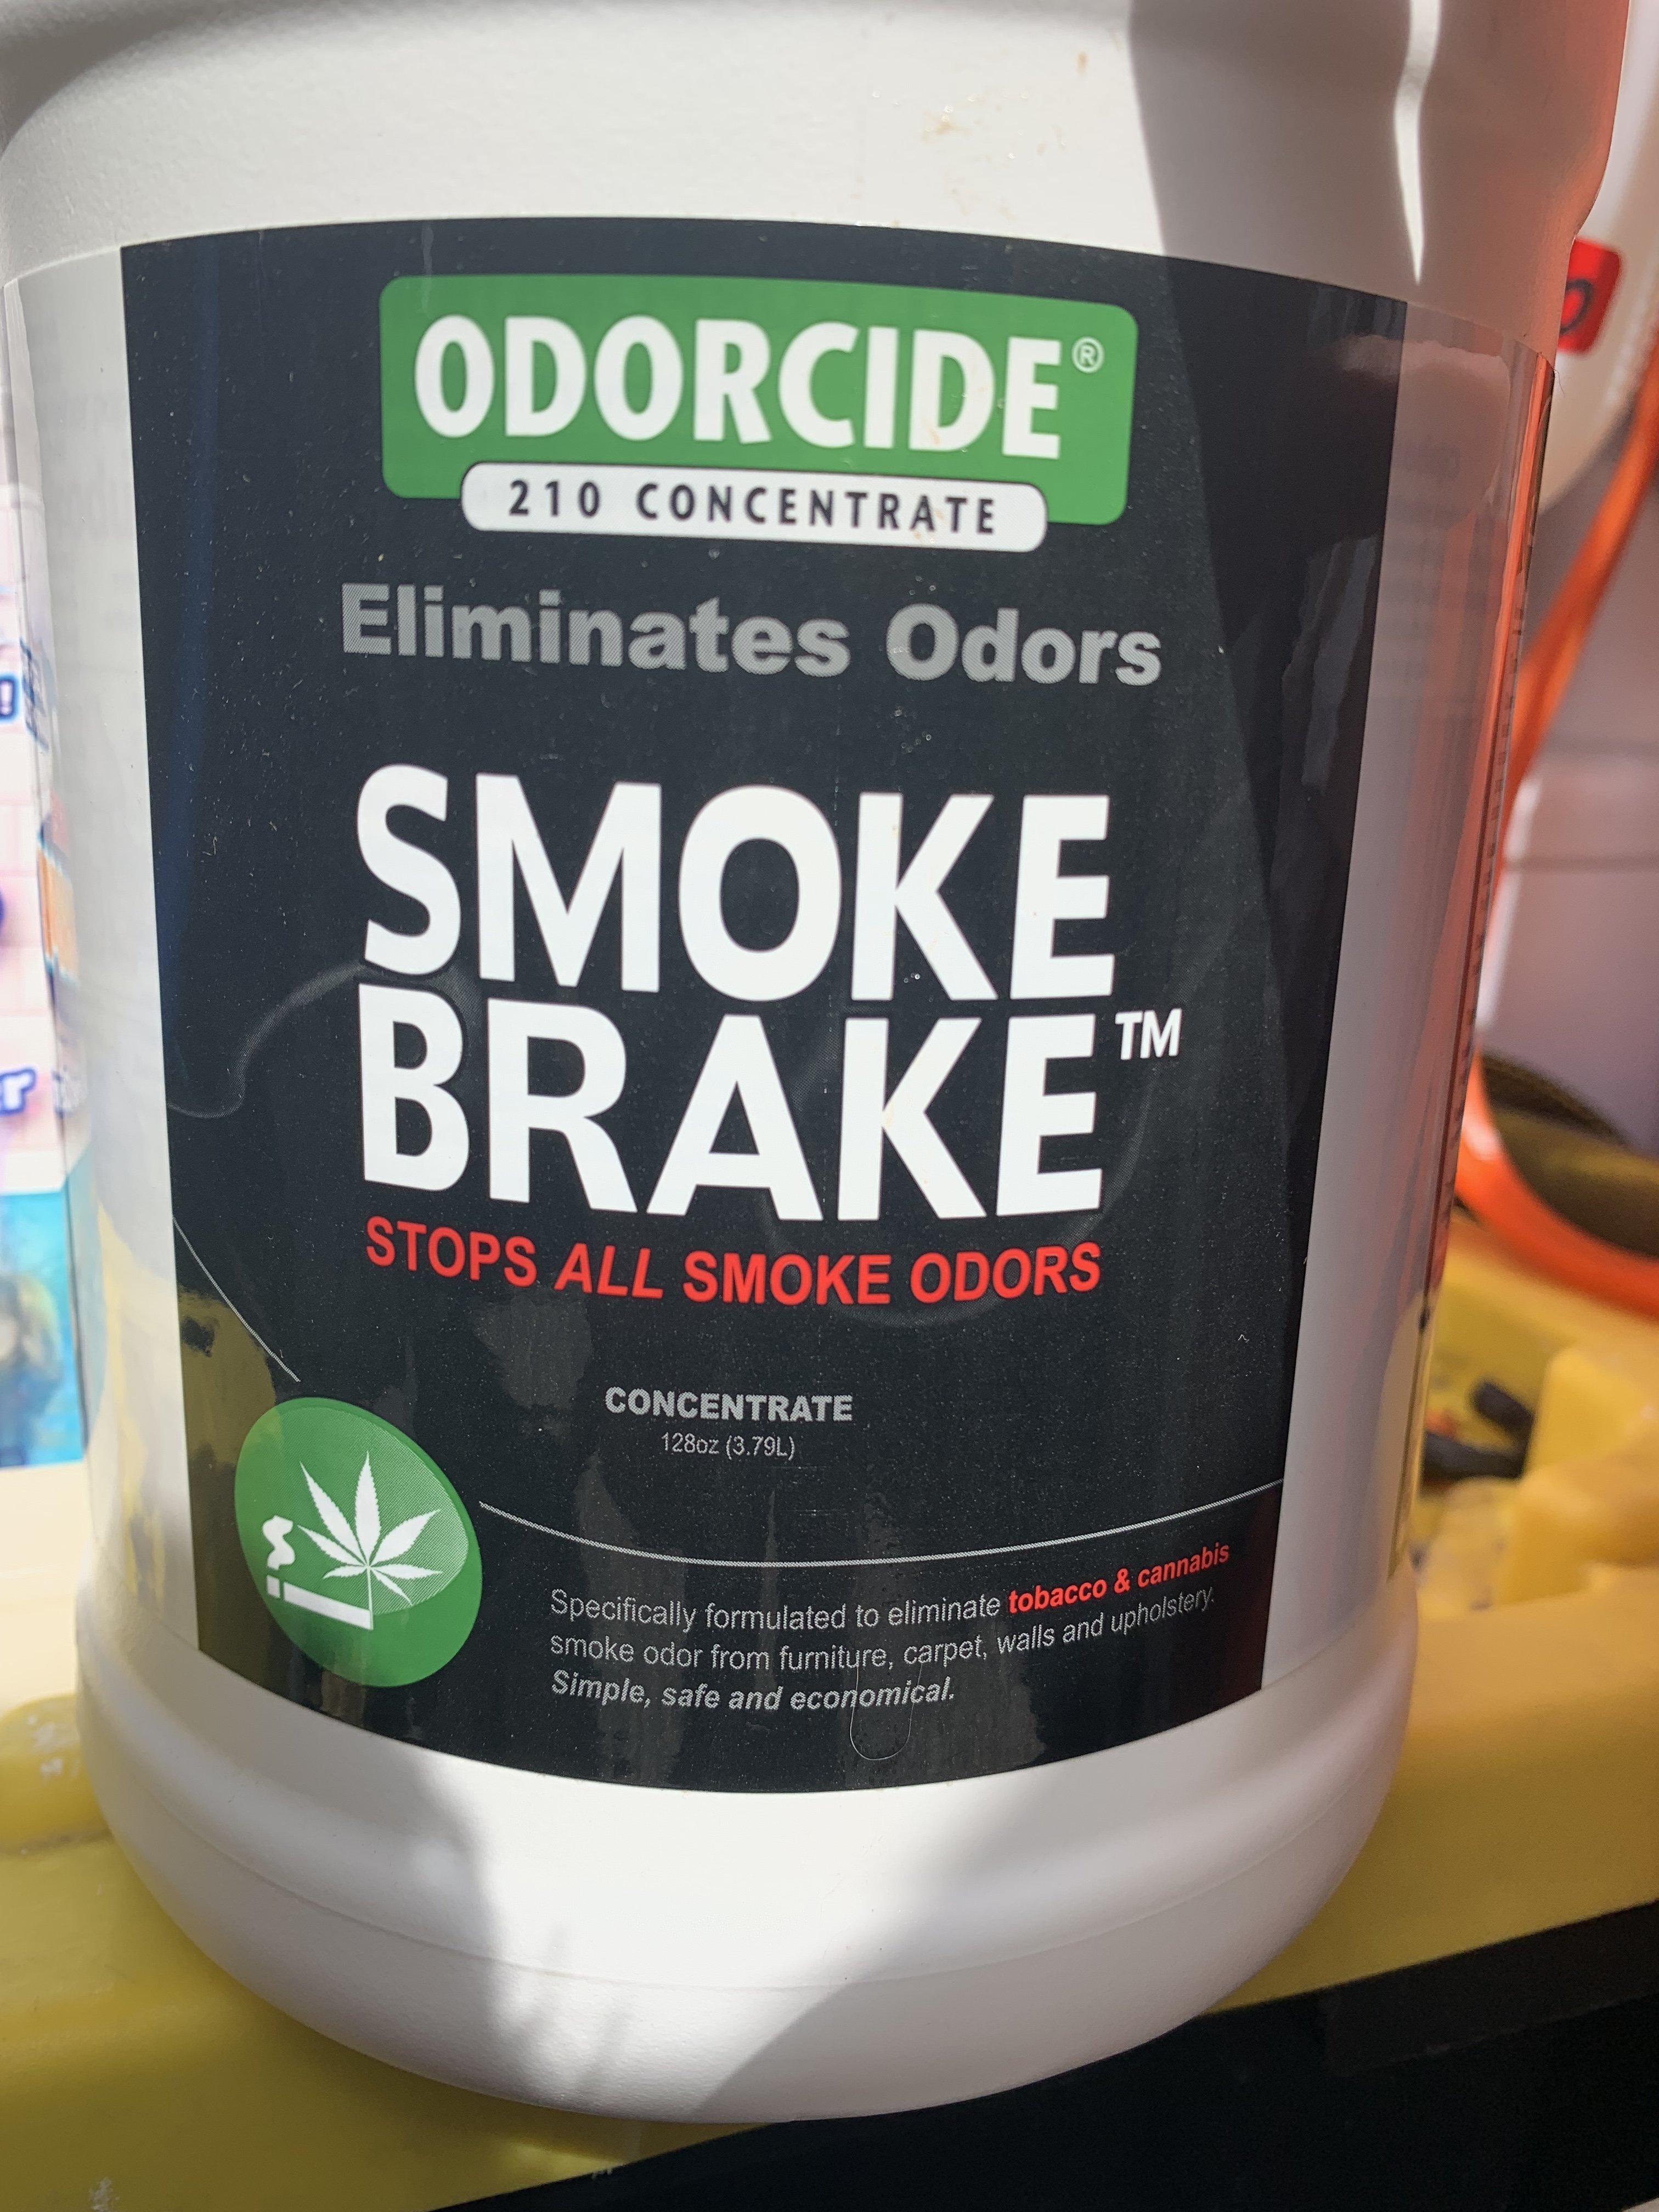 ODORCIDE®
210 CONCENTRATE
Eliminates Odors
SMOKE
BRAKE™
STOPS ALL SMOKE ODORS
CONCENTRATE
128oz (3.79L)
Specifically formulated to eliminate tobacco & cannabis
smoke odor from furniture, carpet, walls and upholstery.
Simple, safe and economical.